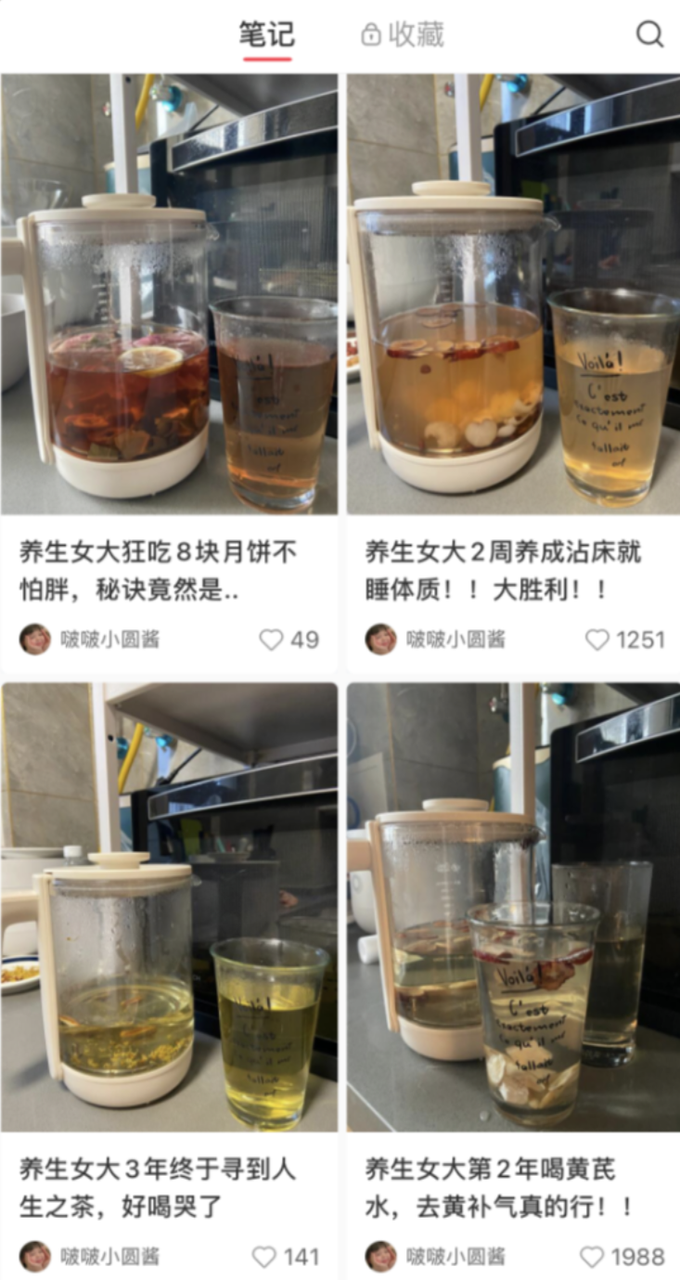 笔记
收藏
Voilá!
C'est
exactement
ce qu'il me
fallait
Voilá!
C'est
exactement
ce qu'il me
fallait
养生女大狂吃8块月饼不
怕胖，秘诀竟然是..
啵啵小圆酱
49
养生女大2周养成沾床就
睡体质！！大胜利！！
啵啵小圆酱
1251
Voilá!
C'est
exactement
ce qu'il me
fallait
Voilá!
C'est
exactement
ce qu'il me
fallait
养生女大3年终于寻到人
生之茶，好喝哭了
啵啵小圆酱
141
养生女大第2年喝黄芪
水，去黄补气真的行！！
啵啵小圆酱
1988